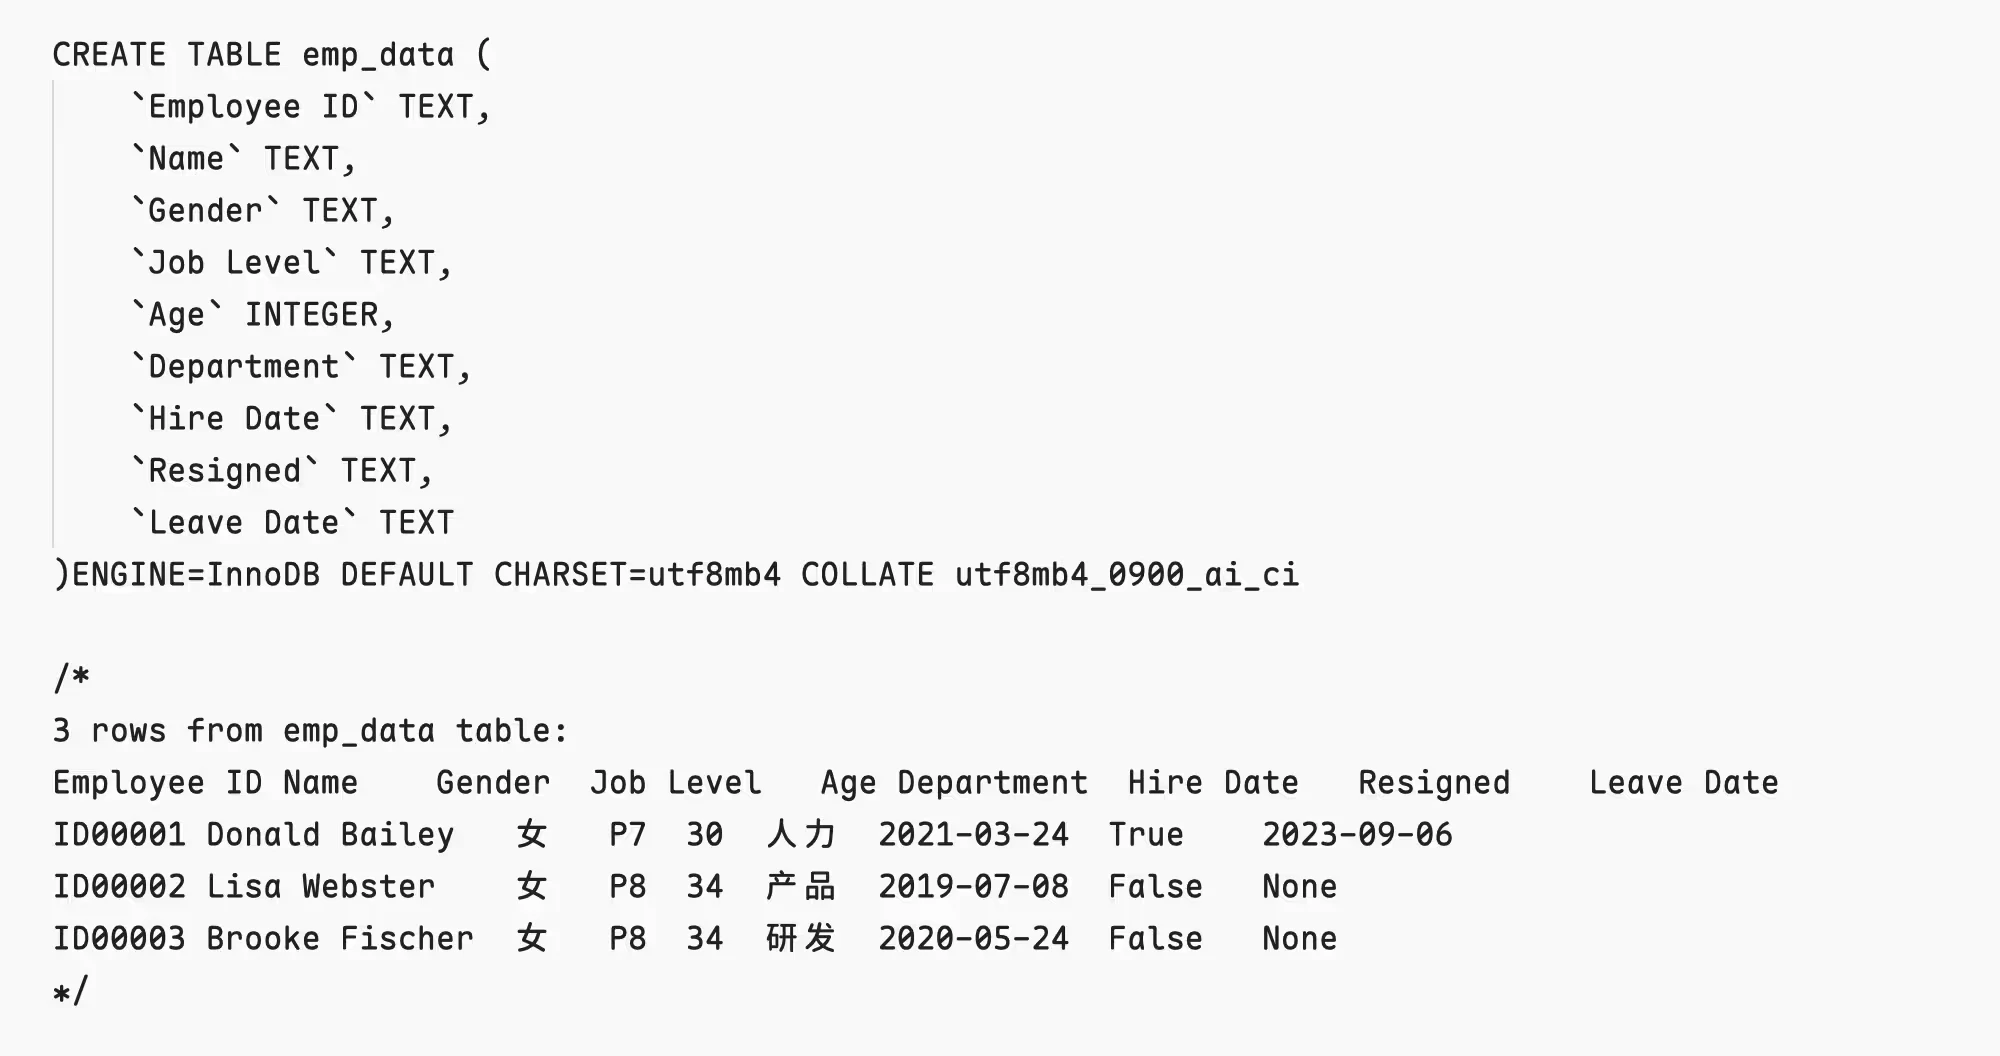 CREATE TABLE emp_data (
    `Employee ID` TEXT,
    `Name` TEXT,
    `Gender` TEXT,
    `Job Level` TEXT,
    `Age` INTEGER,
    `Department` TEXT,
    `Hire Date` TEXT,
    `Resigned` TEXT,
    `Leave Date` TEXT
)ENGINE=InnoDB DEFAULT CHARSET=utf8mb4 COLLATE utf8mb4_0900_ai_ci

/*
3 rows from emp_data table:
Employee ID Name    Gender  Job Level   Age Department  Hire Date   Resigned    Leave Date
ID00001 Donald Bailey   女   P7  30  人力  2021-03-24  True    2023-09-06
ID00002 Lisa Webster    女   P8  34  产品  2019-07-08  False   None
ID00003 Brooke Fischer  女   P8  34  研发  2020-05-24  False   None
*/